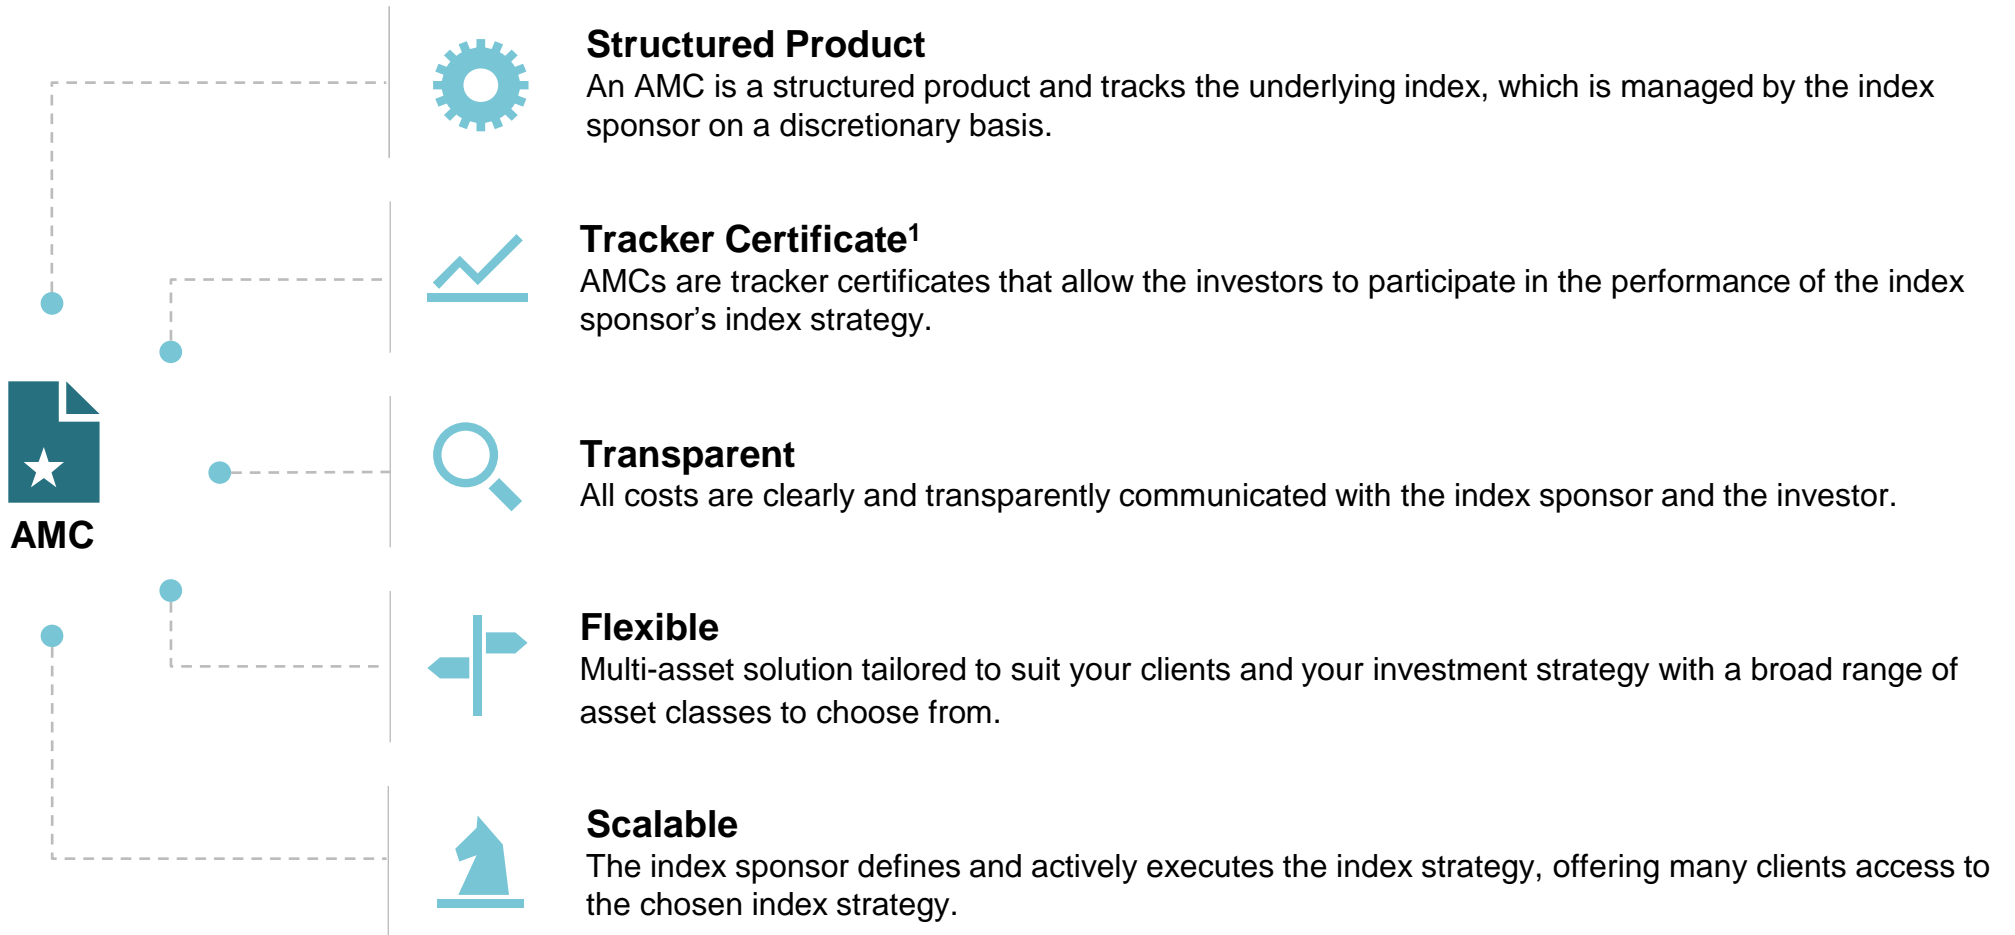 Structured Product
An AMC is a structured product and tracks the underlying index, which is managed by the index
sponsor on a discretionary basis.
Tracker Certificate¹
AMCs are tracker certificates that allow the investors to participate in the performance of the index
sponsor’s index strategy.
AMC
Transparent
All costs are clearly and transparently communicated with the index sponsor and the investor.
Flexible
Multi-asset solution tailored to suit your clients and your investment strategy with a broad range of
asset classes to choose from.
Scalable
The index sponsor defines and actively executes the index strategy, offering many clients access to
the chosen index strategy.